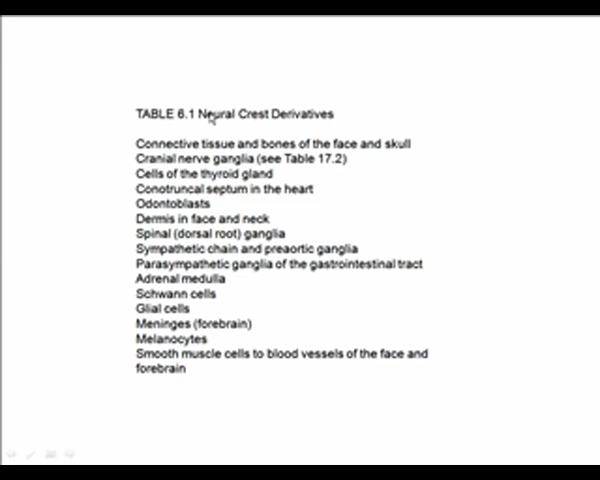 TABLE 6.1 Neural Crest Derivatives
Connective tissue and bones of the face and skull
Cranial nerve ganglia (see Table 17.2)
Cells of the thyroid gland
Conotruncal septum in the heart
Odontoblasts
Dermis in face and neck
Spinal (dorsal root) ganglia
Sympathetic chain and preaortic ganglia
Parasympathetic ganglia of the gastrointestinal tract
Adrenal medulla
Schwann cells
Glial cells
Meninges (forebrain)
Melanocytes
Smooth muscle cells to blood vessels of the face and
forebrain